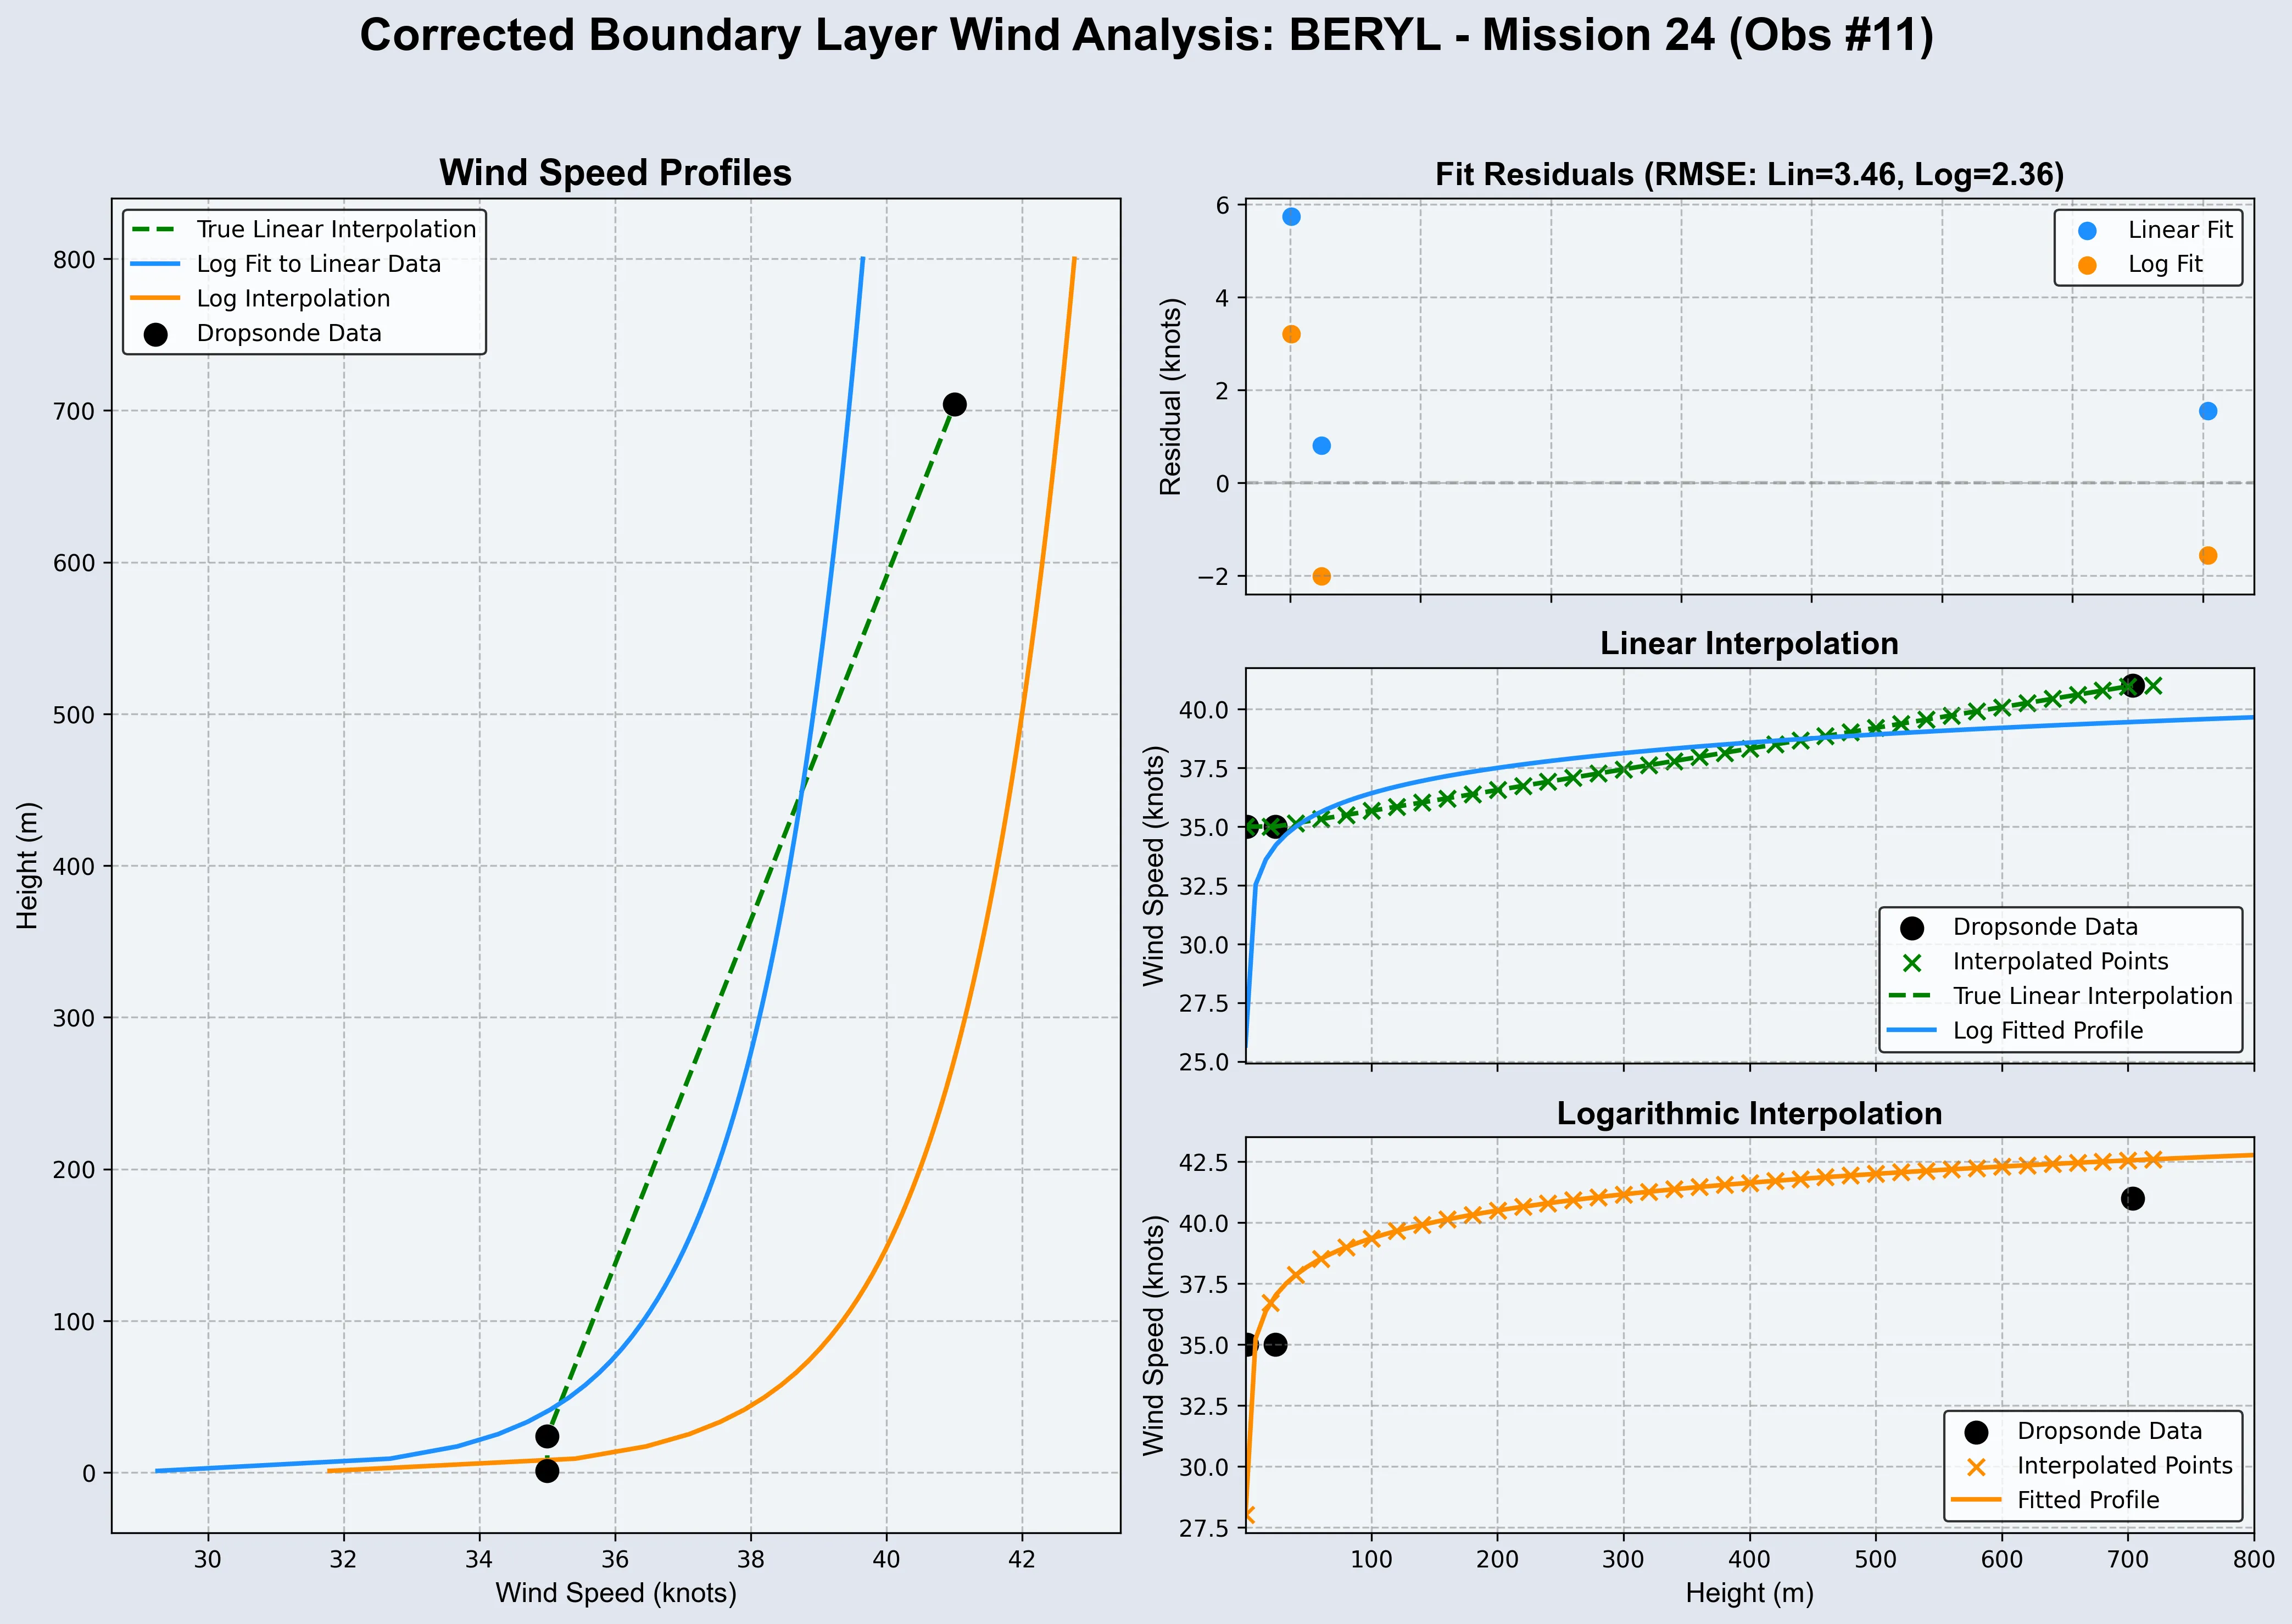 Corrected Boundary Layer Wind Analysis: BERYL - Mission 24 (Obs #11)
Wind Speed Profiles
True Linear Interpolation
Log Fit to Linear Data
Log Interpolation
Dropsonde Data
800
700
600
500
400
300
200
100
0
Height (m)
30 32 34 36 38 40 42
Wind Speed (knots)
Fit Residuals (RMSE: Lin=3.46, Log=2.36)
Linear Fit
Log Fit
6
4
2
0
−2
Residual (knots)
Linear Interpolation
40.0
37.5
35.0
32.5
30.0
27.5
25.0
Wind Speed (knots)
Dropsonde Data
Interpolated Points
True Linear Interpolation
Log Fitted Profile
Logarithmic Interpolation
42.5
40.0
37.5
35.0
32.5
30.0
27.5
Wind Speed (knots)
Dropsonde Data
Interpolated Points
Fitted Profile
100 200 300 400 500 600 700 800
Height (m)